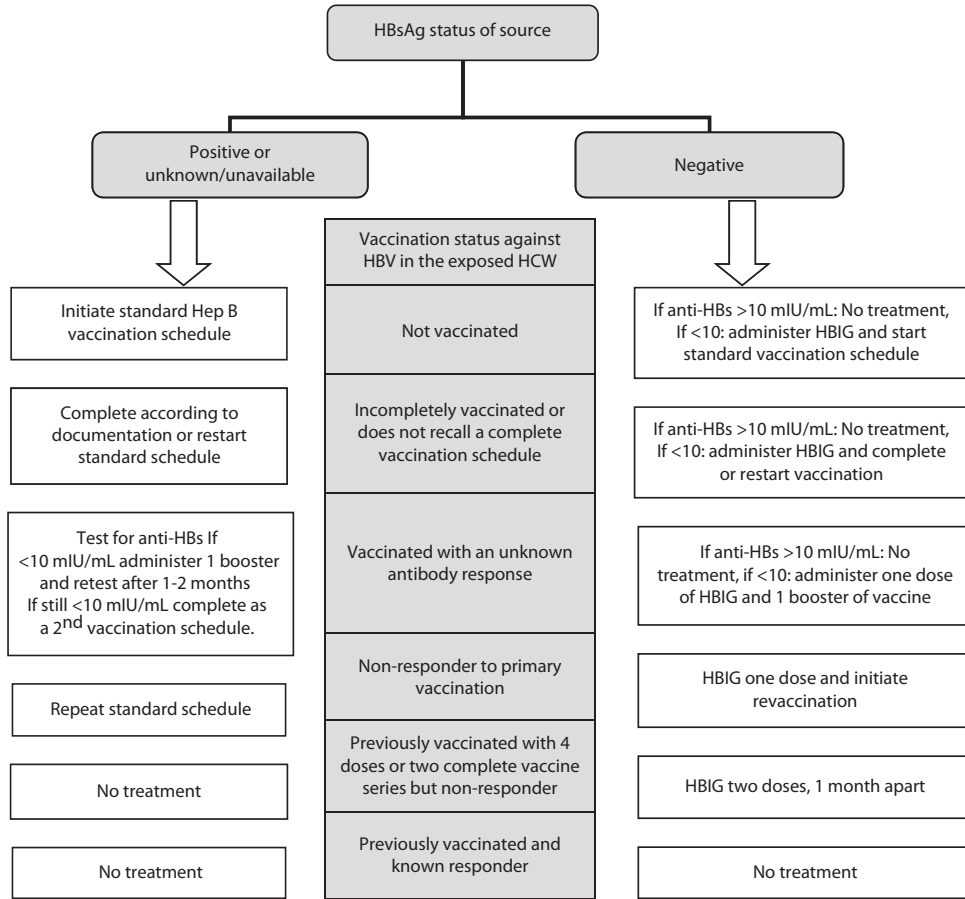 HBsAg status of source
Positive or
unknown/unavailable
Negative
Vaccination status against
HBV in the exposed HCW
Initiate standard Hep B
vaccination schedule
Not vaccinated
If anti-HBs >10 mIU/mL: No treatment,
If <10: administer HBIG and start
standard vaccination schedule
Complete according to
documentation or restart
standard schedule
Incompletely vaccinated or
does not recall a complete
vaccination schedule
If anti-HBs >10 mIU/mL: No treatment,
If <10: administer HBIG and complete
or restart vaccination
Test for anti-HBs If
<10 mIU/mL administer 1 booster
and retest after 1-2 months
If still <10 mIU/mL complete as
a 2nd vaccination schedule.
Vaccinated with an unknown
antibody response
If anti-HBs >10 mIU/mL: No
treatment, if <10: administer one dose
of HBIG and 1 booster of vaccine
Repeat standard schedule
Non-responder to primary
vaccination
HBIG one dose and initiate
revaccination
No treatment
Previously vaccinated with 4
doses or two complete vaccine
series but non-responder
HBIG two doses, 1 month apart
No treatment
Previously vaccinated and
known responder
No treatment